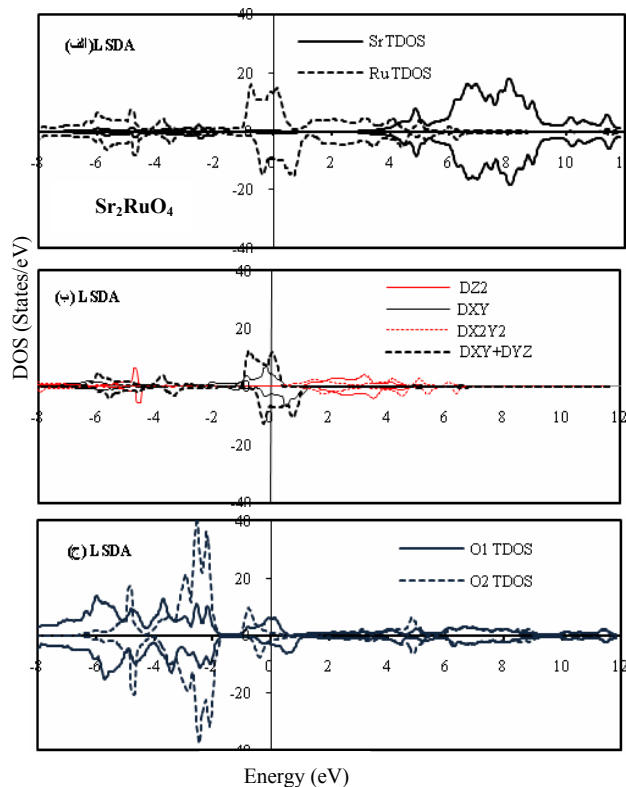 DOS (States/eV)
40
(الف) LSDA
Sr TDOS
Ru TDOS
20
0
-8 -6 -4 -2 0 2 4 6 8 10 12
-20
Sr₂RuO₄
-40
40
(ب) LSDA
DZ2
DXY
DX2Y2
DXY+DYZ
20
0
-8 -6 -4 -2 0 2 4 6 8 10 12
-20
-40
40
(ج) LSDA
O1 TDOS
O2 TDOS
20
0
-8 -6 -4 -2 0 2 4 6 8 10 12
-20
-40
Energy (eV)